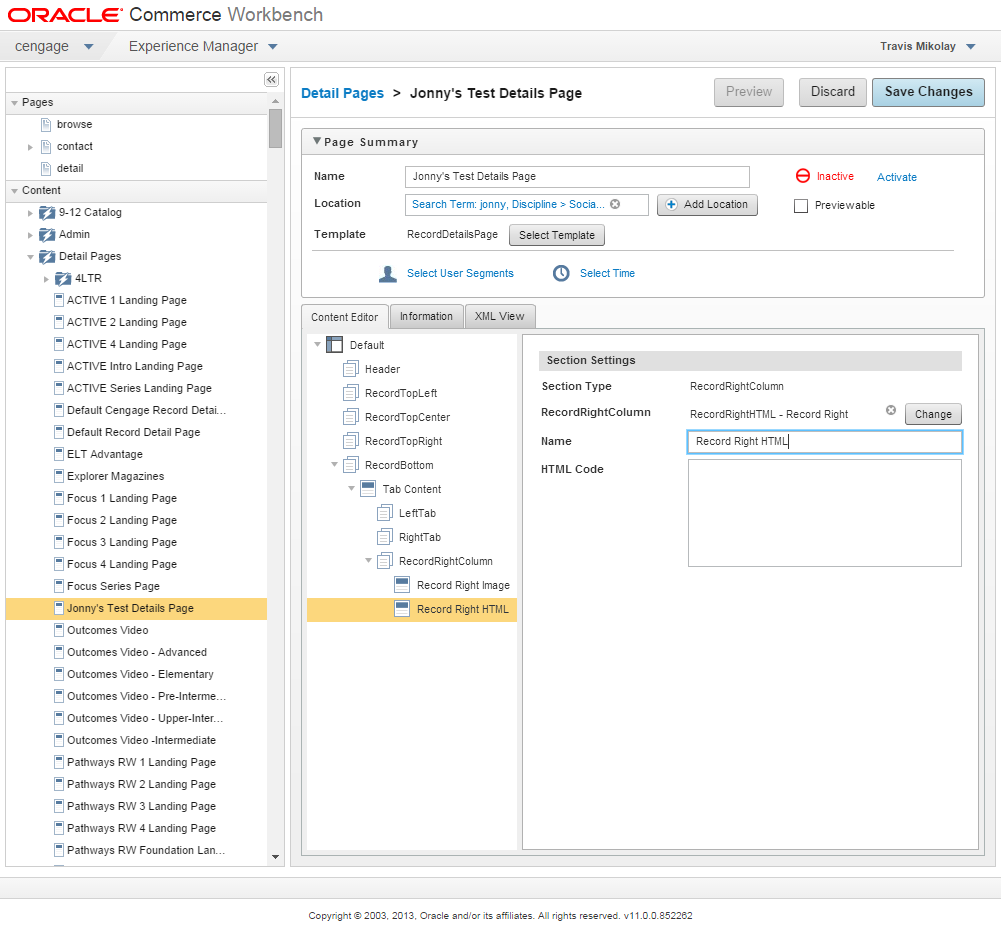 ORACLE Commerce Workbench
cengage Experience Manager Travis Mikolay
Pages
browse
contact
detail
Content
9-12 Catalog
Admin
Detail Pages
4LTR
ACTIVE 1 Landing Page
ACTIVE 2 Landing Page
ACTIVE 4 Landing Page
ACTIVE Intro Landing Page
ACTIVE Series Landing Page
Default Cengage Record Detai...
Default Record Detail Page
ELT Advantage
Explorer Magazines
Focus 1 Landing Page
Focus 2 Landing Page
Focus 3 Landing Page
Focus 4 Landing Page
Focus Series Page
Jonny's Test Details Page
Outcomes Video
Outcomes Video - Advanced
Outcomes Video - Elementary
Outcomes Video - Pre-Interme...
Outcomes Video - Upper-Inter...
Outcomes Video -Intermediate
Pathways RW 1 Landing Page
Pathways RW 2 Landing Page
Pathways RW 3 Landing Page
Pathways RW 4 Landing Page
Pathways RW Foundation Lan...
Detail Pages > Jonny's Test Details Page
Preview Discard Save Changes
Page Summary
Name Jonny's Test Details Page Inactive Activate
Location Search Term: jonny, Discipline > Socia... Add Location Previewable
Template RecordDetailsPage Select Template
Select User Segments Select Time
Content Editor Information XML View
Default
Header
RecordTopLeft
RecordTopCenter
RecordTopRight
RecordBottom
Tab Content
LeftTab
RightTab
RecordRightColumn
Record Right Image
Record Right HTML
Section Settings
Section Type RecordRightColumn
RecordRightColumn RecordRightHTML - Record Right Change
Name Record Right HTML
HTML Code
Copyright © 2003, 2013, Oracle and/or its affiliates. All rights reserved. v11.0.0.852262